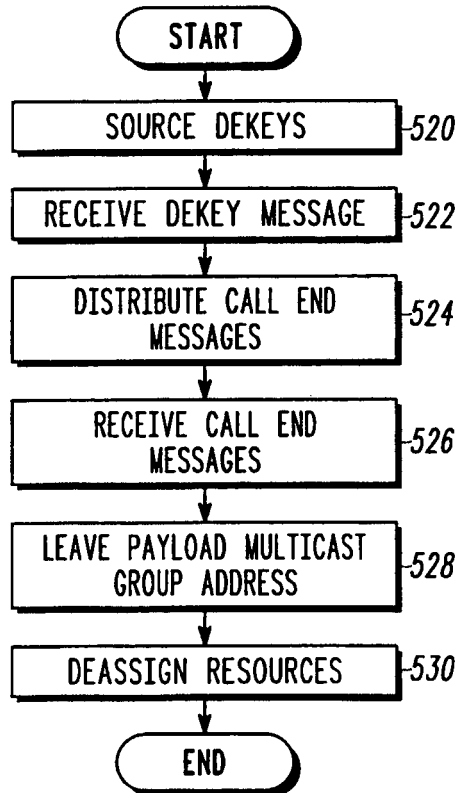 START
SOURCE DEKEYS
520
RECEIVE DEKEY MESSAGE
522
DISTRIBUTE CALL END
MESSAGES
524
RECEIVE CALL END
MESSAGES
526
LEAVE PAYLOAD MULTICAST
GROUP ADDRESS
528
DEASSIGN RESOURCES
530
END